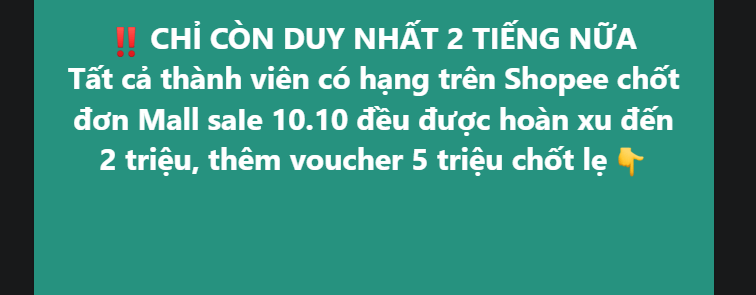 ‼️ CHỈ CÒN DUY NHẤT 2 TIẾNG NỮA
Tất cả thành viên có hạng trên Shopee chốt
đơn Mall saIe 10.10 đều được hoàn xu đến
2 triệu, thêm voucher 5 triệu chốt lẹ 👇